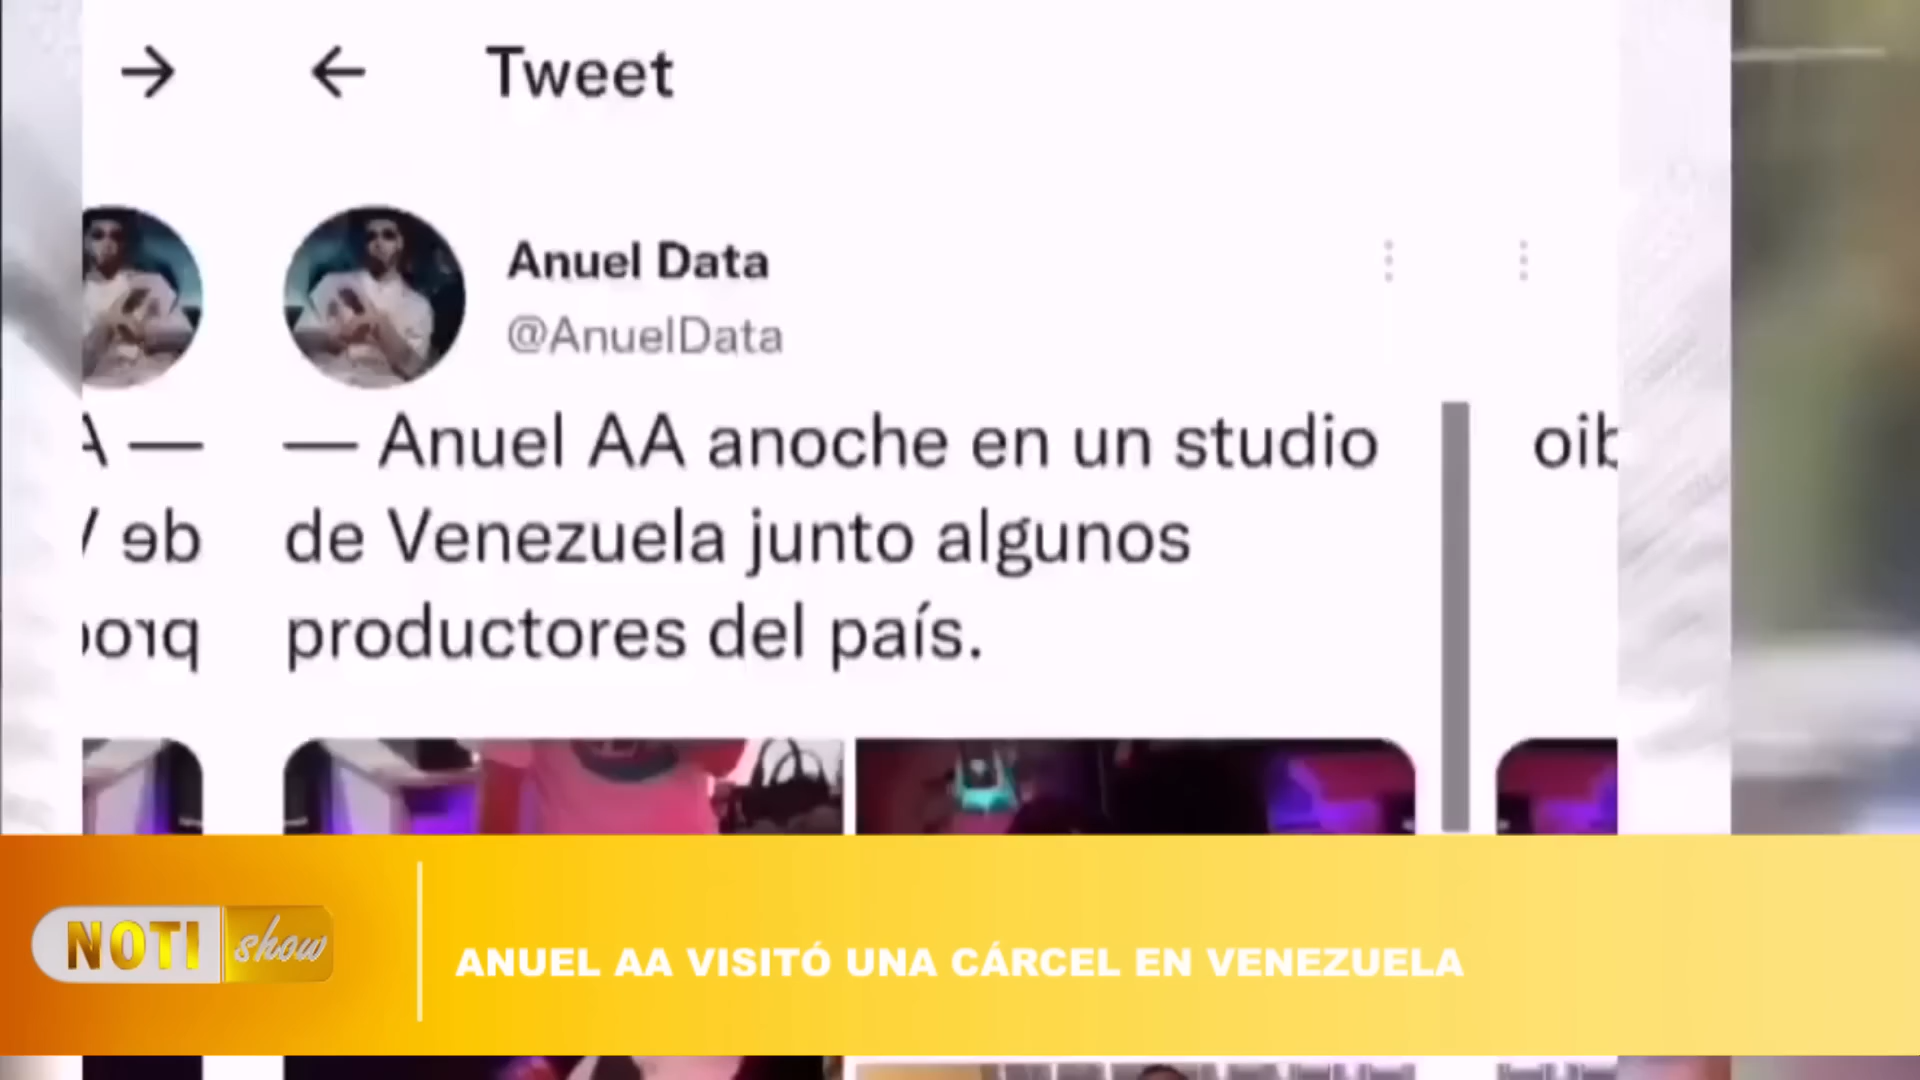 Tweet
Anuel Data
@AnuelData
— Anuel AA anoche en un studio
de Venezuela junto algunos
productores del país.
NOTI show
ANUEL AA VISITÓ UNA CÁRCEL EN VENEZUELA